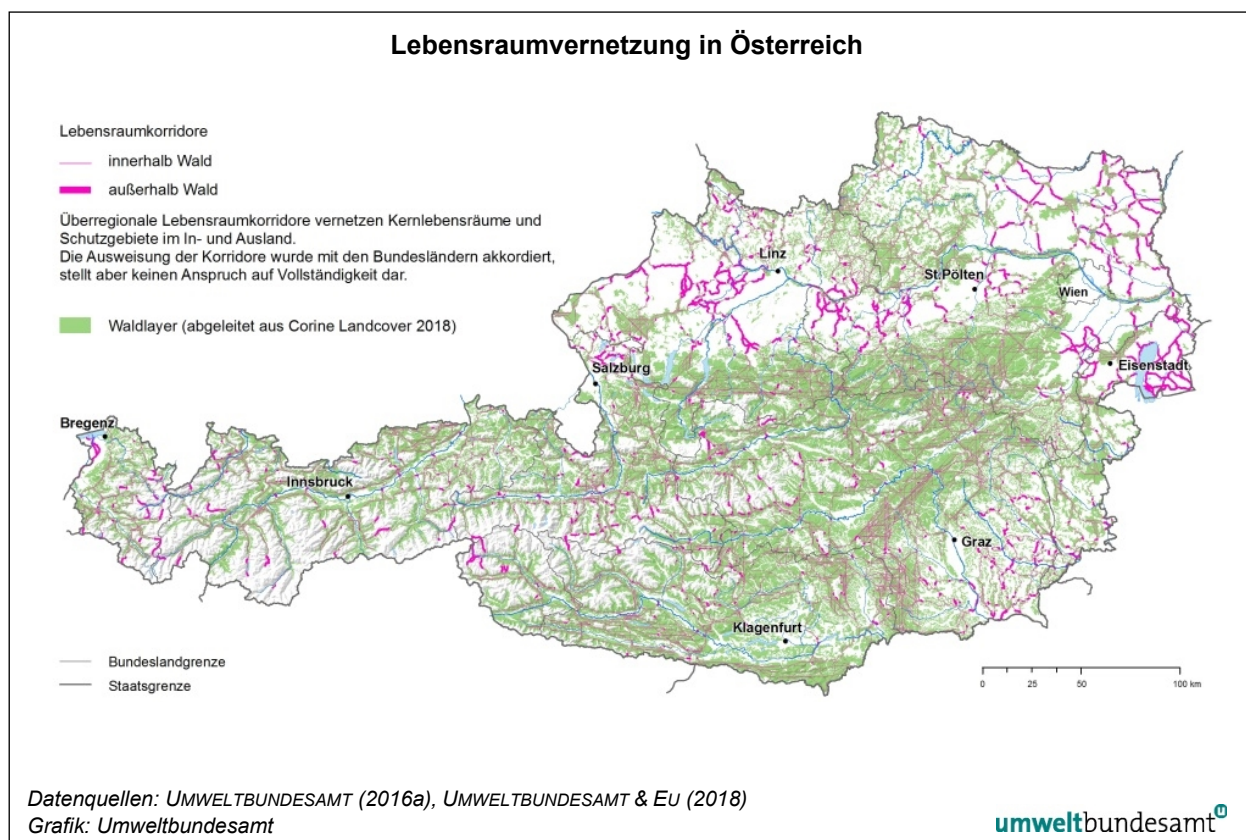 Lebensraumvernetzung in Österreich
Lebensraumkorridore
innerhalb Wald
außerhalb Wald
Überregionale Lebensraumkorridore vernetzen Kernlebensräume und
Schutzgebiete im In- und Ausland.
Die Ausweisung der Korridore wurde mit den Bundesländern akkordiert,
stellt aber keinen Anspruch auf Vollständigkeit dar.
Waldlayer (abgeleitet aus Corine Landcover 2018)
Linz
St.Pölten
Wien
Salzburg
Eisenstadt
Bregenz
Innsbruck
Graz
Klagenfurt
Bundeslandgrenze
Staatsgrenze
0 25 50 100 km
Datenquellen: UMWELTBUNDESAMT (2016a), UMWELTBUNDESAMT & EU (2018)
Grafik: Umweltbundesamt
umweltbundesamt u